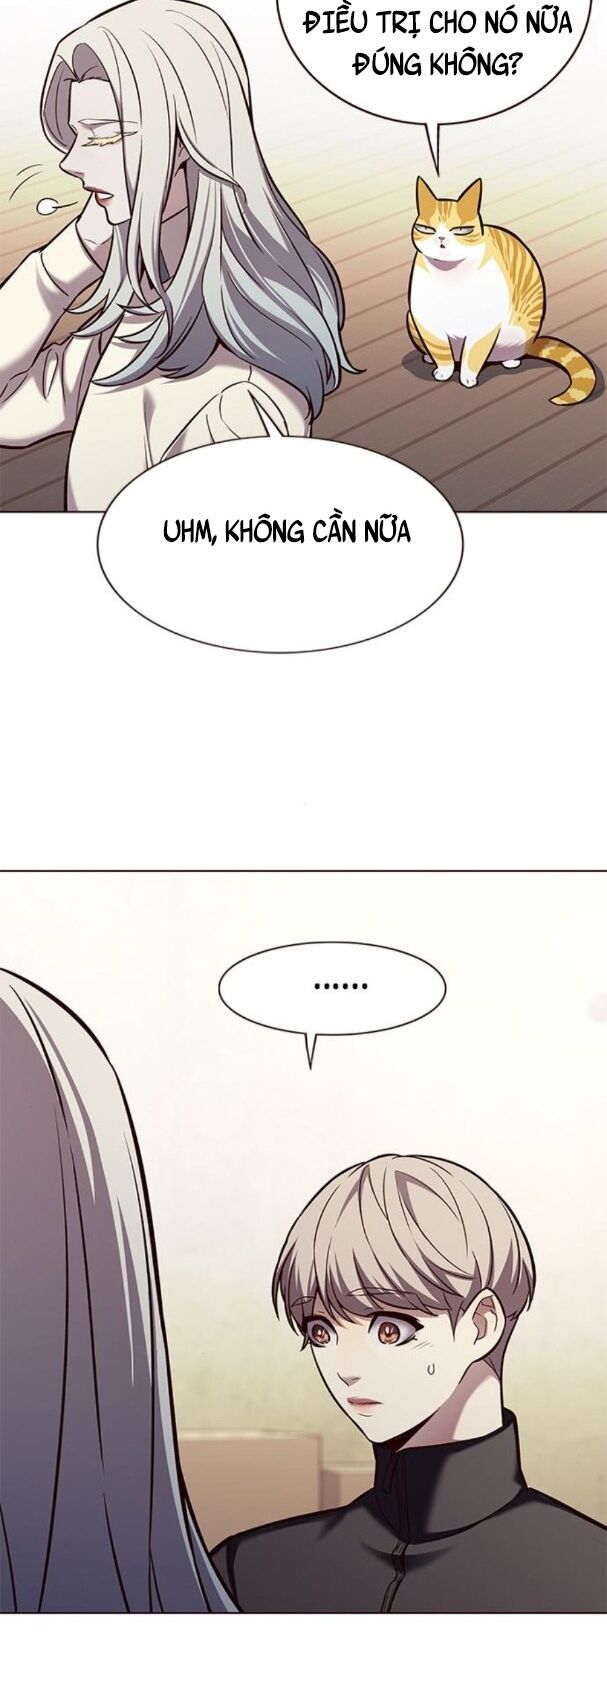 ĐIỀU TRỊ CHO NÓ NỮA
ĐÚNG KHÔNG?
UHM, KHÔNG CẦN NỮA
......